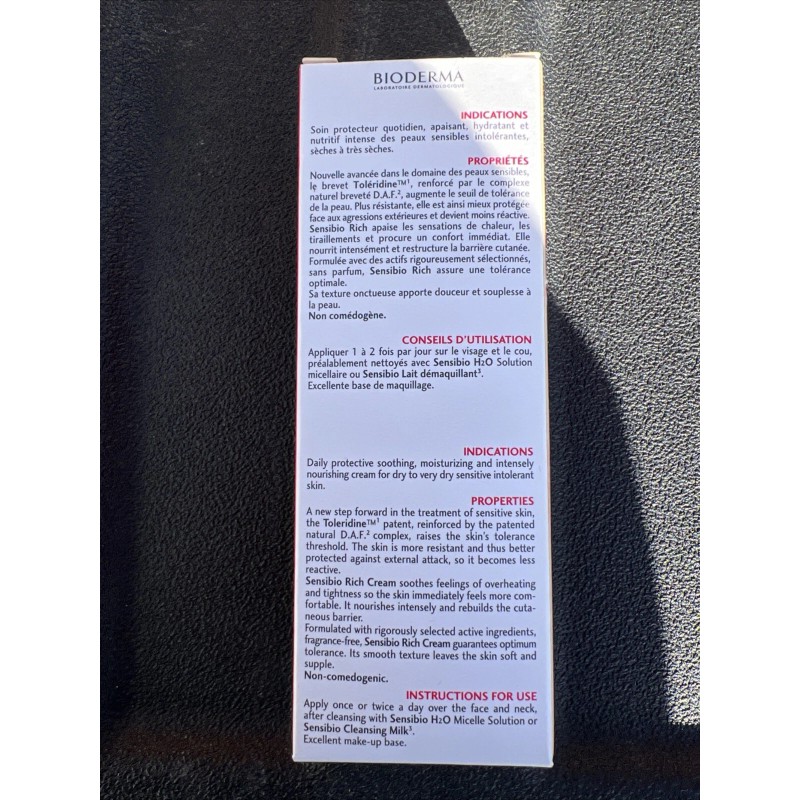 BIODERMA
LABORATOIRE DERMATOLOGIQUE
INDICATIONS
Soin protecteur quotidien, apaisant, hydratant et
nutritif intense des peaux sensibles intolérantes,
sèches à très sèches.
PROPRIÉTÉS
Nouvelle avancée dans le domaine des peaux sensibles,
le brevet Toléridine™¹, renforcé par le complexe
naturel breveté D.A.F.², augmente le seuil de tolérance
de la peau. Plus résistante, elle est ainsi mieux protégée
face aux agressions extérieures et devient moins réactive.
Sensibio Rich apaise les sensations de chaleur, les
tiraillements et procure un confort immédiat. Elle
nourrit intensément et restructure la barrière cutanée.
Formulée avec des actifs rigoureusement sélectionnés,
sans parfum, Sensibio Rich assure une tolérance
optimale.
Sa texture onctueuse apporte douceur et souplesse à
la peau.
Non comédogène.
CONSEILS D'UTILISATION
Appliquer 1 à 2 fois par jour sur le visage et le cou,
préalablement nettoyés avec Sensibio H2O Solution
micellaire ou Sensibio Lait démaquillant³.
Excellente base de maquillage.
INDICATIONS
Daily protective soothing, moisturizing and intensely
nourishing cream for dry to very dry sensitive intolerant
skin.
PROPERTIES
A new step forward in the treatment of sensitive skin,
the Toleridine™¹ patent, reinforced by the patented
natural D.A.F.² complex, raises the skin's tolerance
threshold. The skin is more resistant and thus better
protected against external attack, so it becomes less
reactive.
Sensibio Rich Cream soothes feelings of overheating
and tightness so the skin immediately feels more com-
fortable. It nourishes intensely and rebuilds the cuta-
neous barrier.
Formulated with rigorously selected active ingredients,
fragrance-free, Sensibio Rich Cream guarantees optimum
tolerance. Its smooth texture leaves the skin soft and
supple.
Non-comedogenic.
INSTRUCTIONS FOR USE
Apply once or twice a day over the face and neck,
after cleansing with Sensibio H2O Micelle Solution or
Sensibio Cleansing Milk³.
Excellent make-up base.